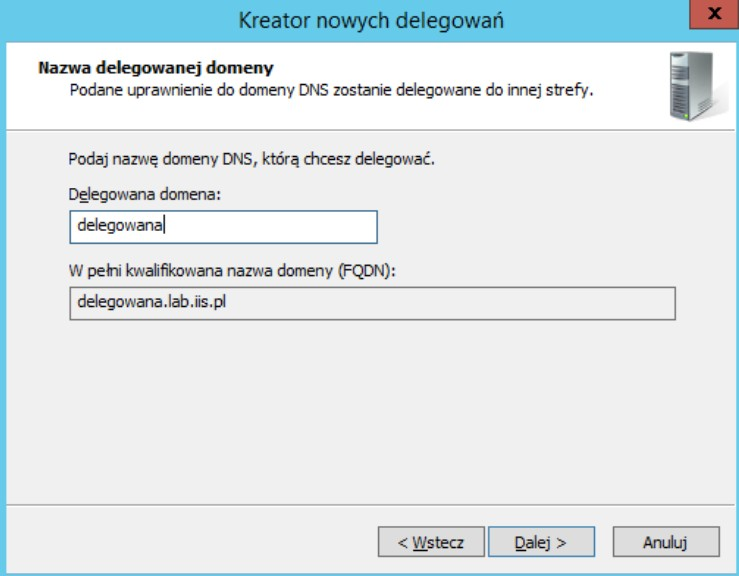 Kreator nowych delegowań
x
Nazwa delegowanej domeny
Podane uprawnienie do domeny DNS zostanie delegowane do innej strefy.
Podaj nazwę domeny DNS, którą chcesz delegować.
Delegowana domena:
delegowana
W pełni kwalifikowana nazwa domeny (FQDN):
delegowana.lab.iis.pl
< Wstecz Dalej > Anuluj